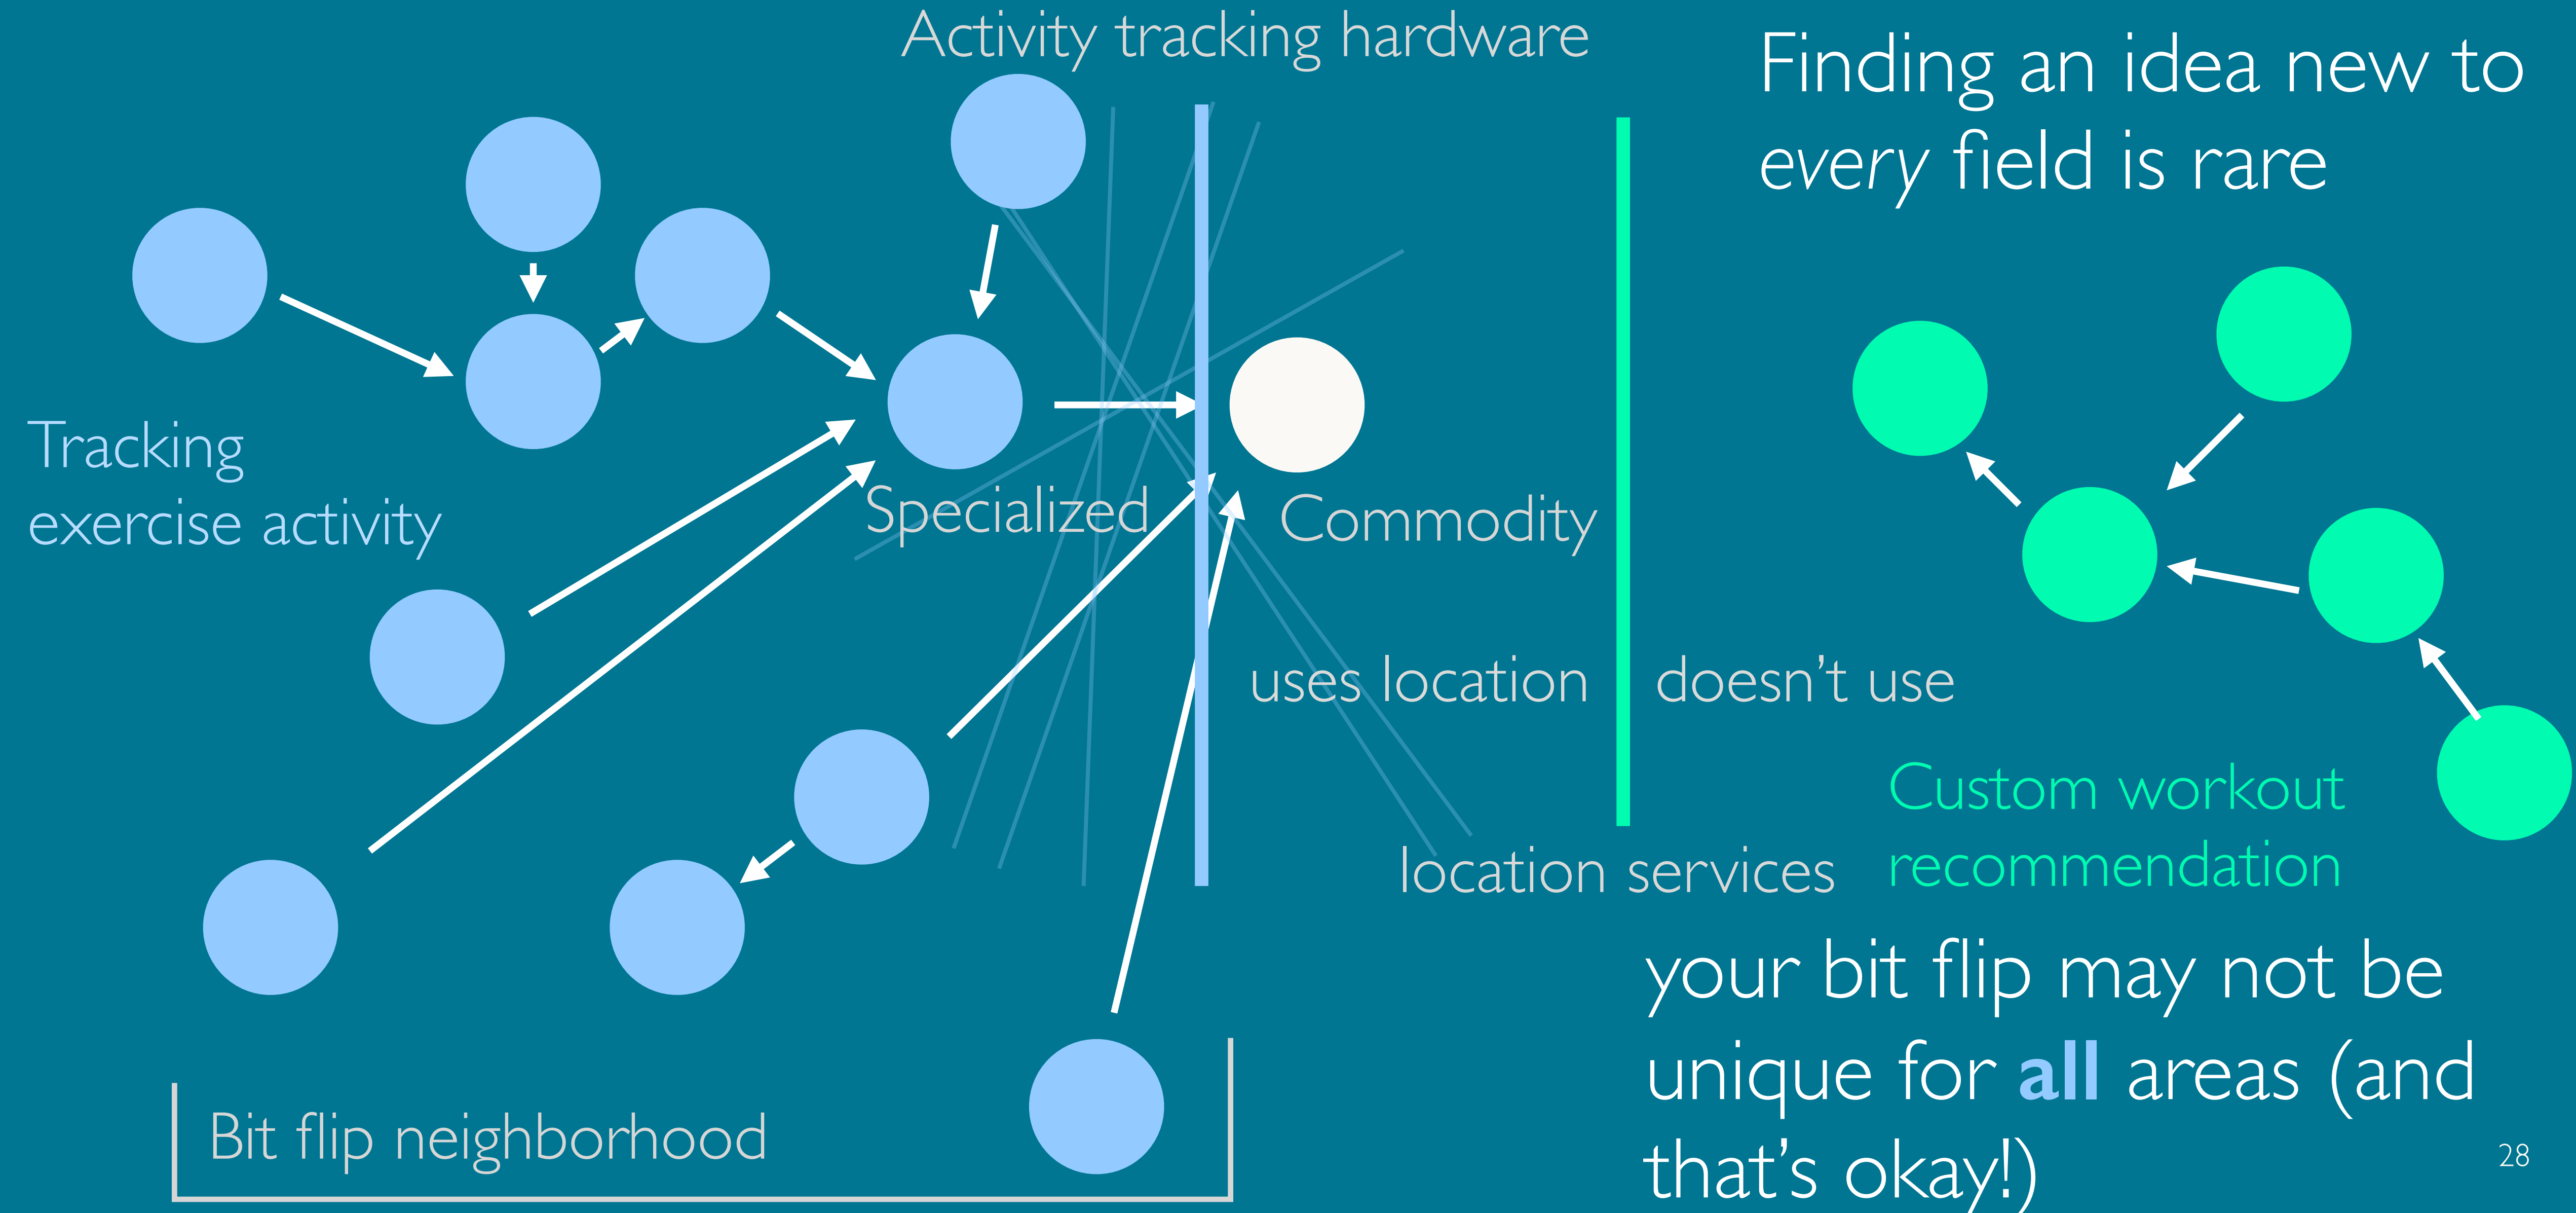 Activity tracking hardware
Finding an idea new to
every field is rare
Tracking
exercise activity
Specialized
Commodity
uses location
doesn't use
location services
Custom workout
recommendation
your bit flip may not be
unique for all areas (and
that's okay!)
Bit flip neighborhood
28